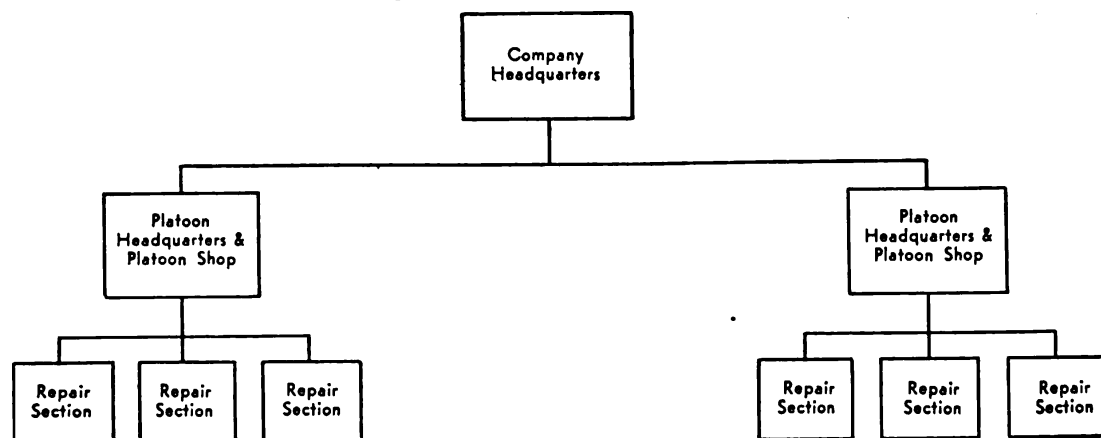 Company
Headquarters
Platoon
Headquarters &
Platoon Shop
Platoon
Headquarters &
Platoon Shop
Repair
Section
Repair
Section
Repair
Section
Repair
Section
Repair
Section
Repair
Section